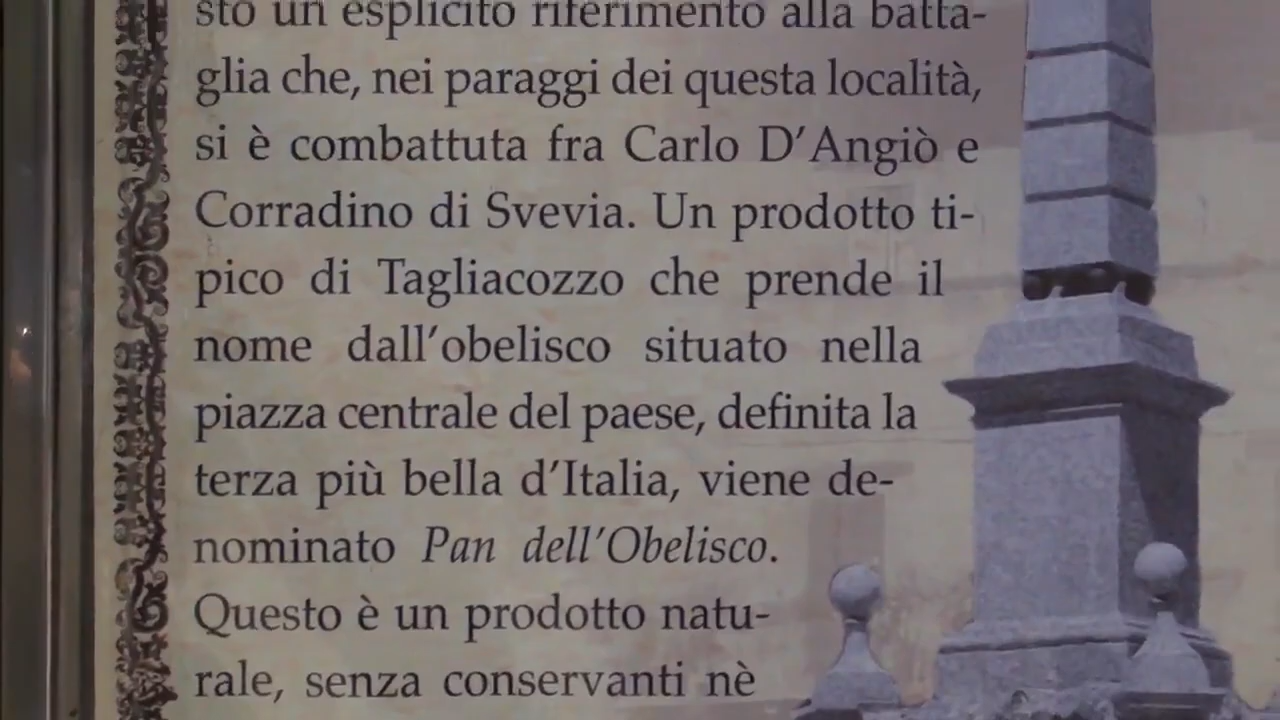 sto un esplicito riferimento alla batta-
glia che, nei paraggi dei questa località,
si è combattuta fra Carlo D'Angiò e
Corradino di Svevia. Un prodotto ti-
pico di Tagliacozzo che prende il
nome dall'obelisco situato nella
piazza centrale del paese, definita la
terza più bella d'Italia, viene de-
nominato Pan dell'Obelisco.
Questo è un prodotto natu-
rale, senza conservanti nè